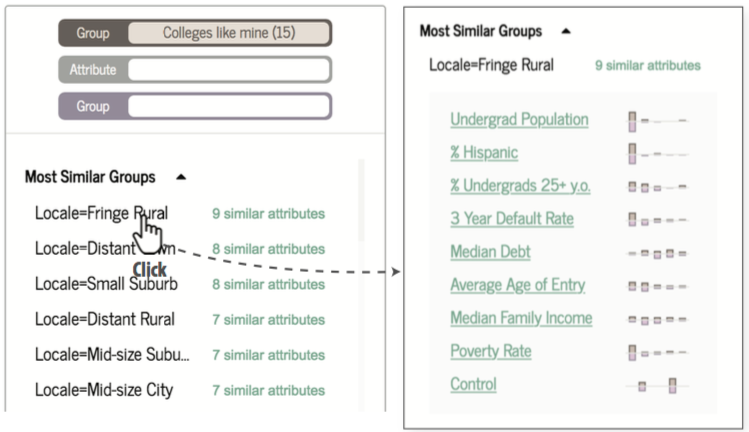 Group Colleges like mine (15)
Attribute
Group
Most Similar Groups
Locale=Fringe Rural 9 similar attributes
Locale=Distant wn 8 similar attributes
Click
Locale=Small Suburb 8 similar attributes
Locale=Distant Rural 7 similar attributes
Locale=Mid-size Subu... 7 similar attributes
Locale=Mid-size City 7 similar attributes
Most Similar Groups
Locale=Fringe Rural 9 similar attributes
Undergrad Population
% Hispanic
% Undergrads 25+ y.o.
3 Year Default Rate
Median Debt
Average Age of Entry
Median Family Income
Poverty Rate
Control